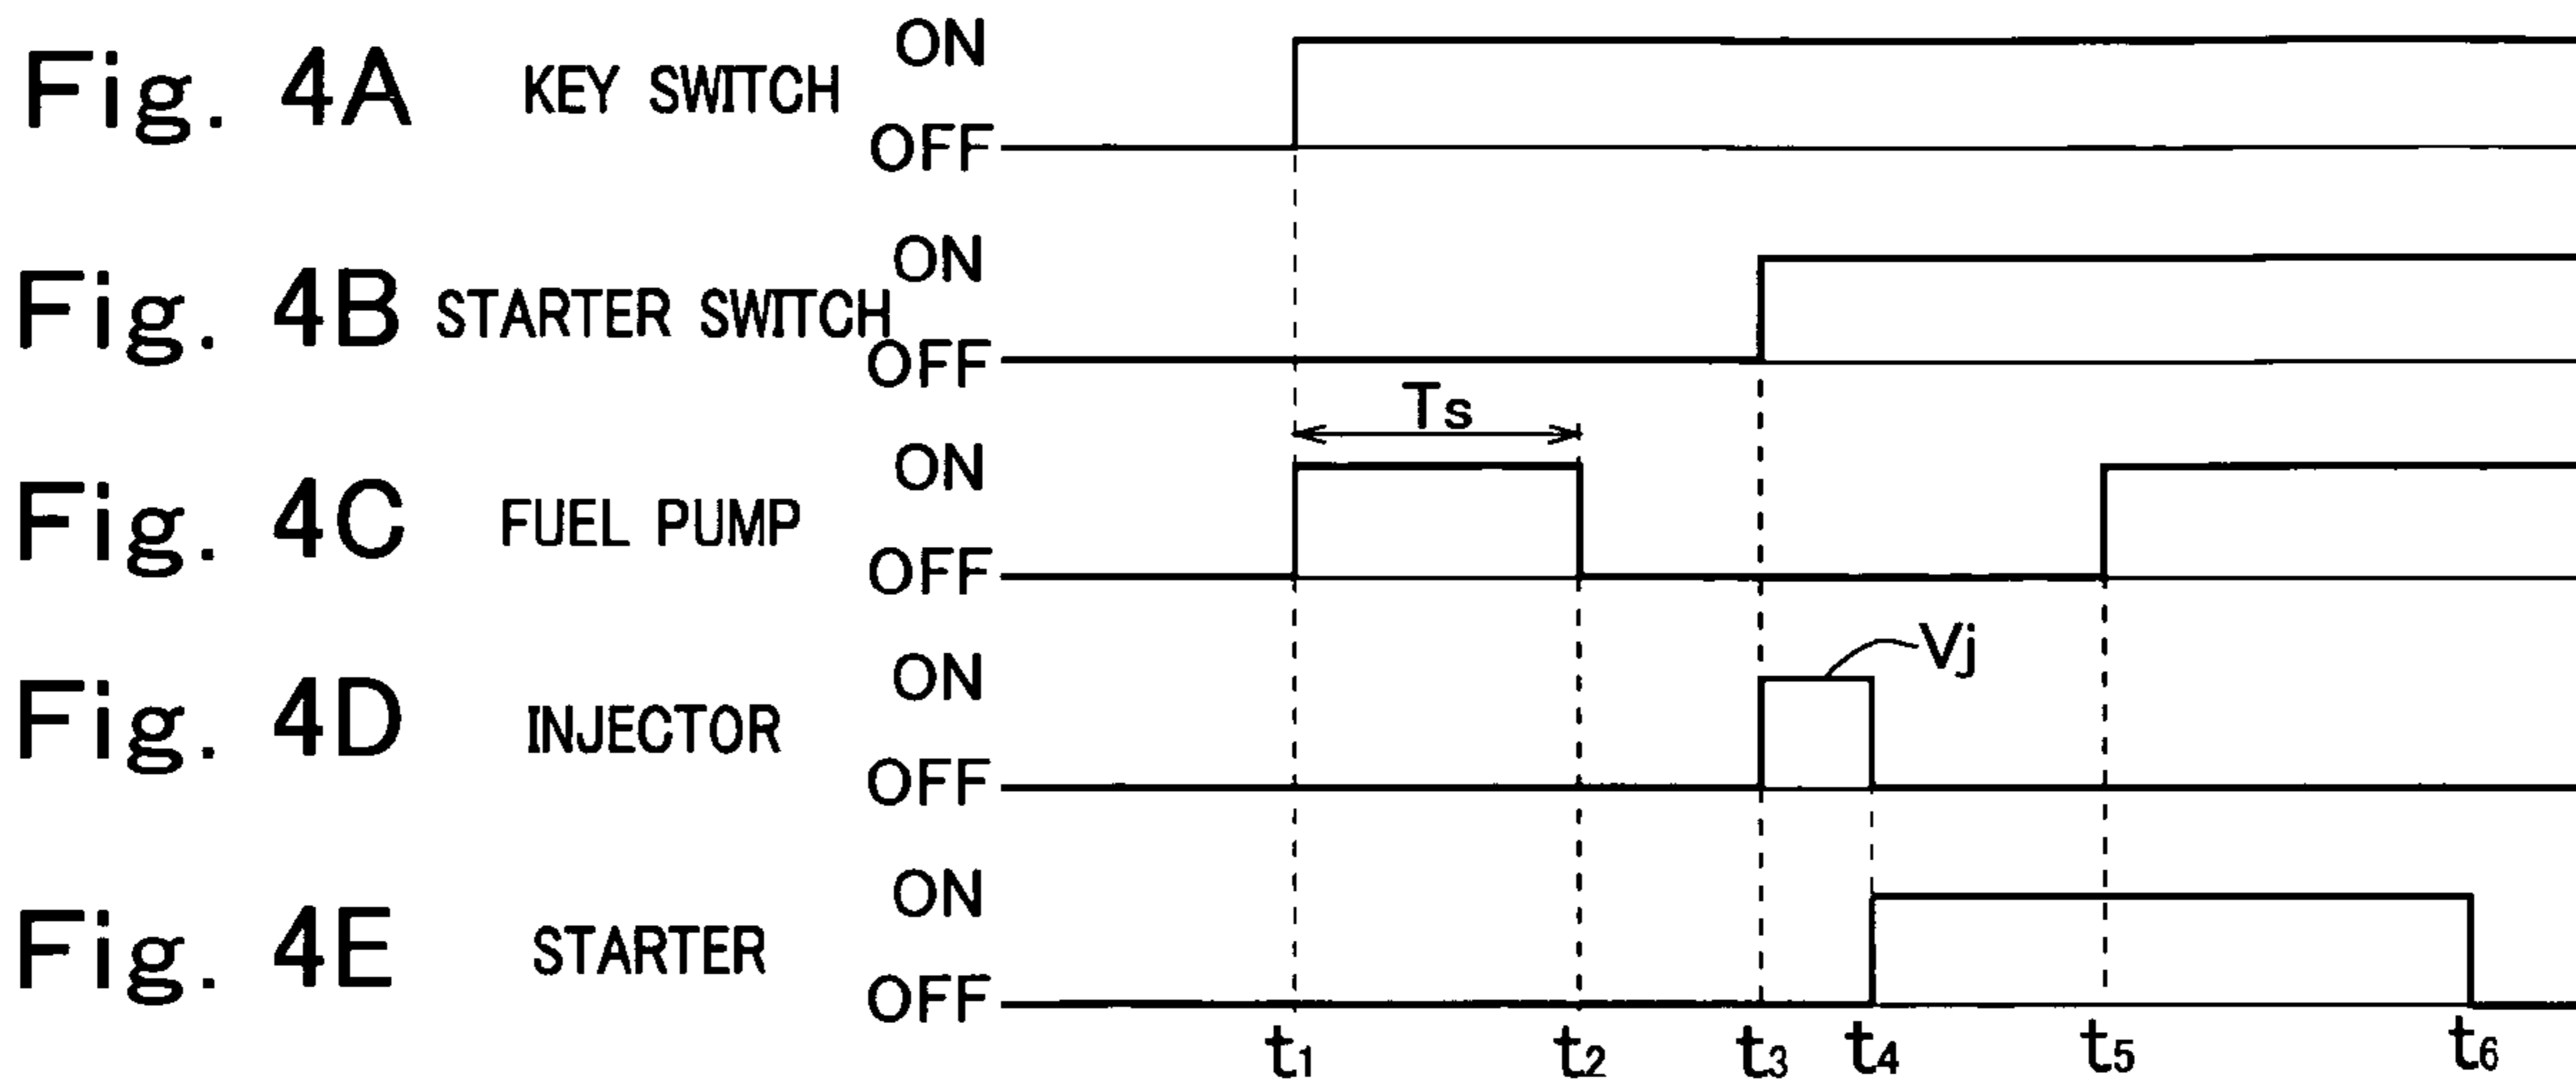 Fig. 4A KEY SWITCH ON
OFF
Fig. 4B STARTER SWITCH ON
OFF
Ts
Fig. 4C FUEL PUMP ON
OFF
Vj
Fig. 4D INJECTOR ON
OFF
Fig. 4E STARTER ON
OFF
t1 t2 t3 t4 t5 t6